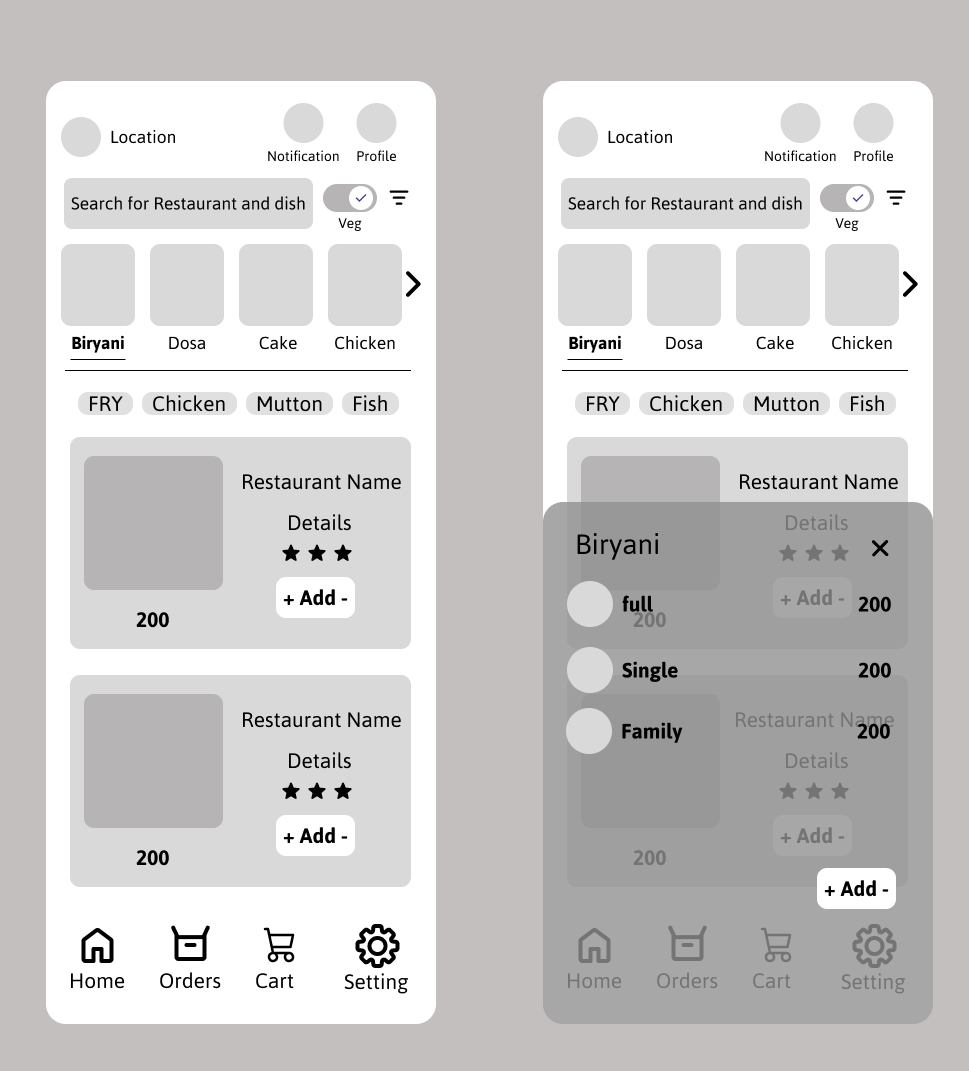 Location
Notification
Profile
Search for Restaurant and dish
Veg
Biryani
Dosa
Cake
Chicken
FRY
Chicken
Mutton
Fish
Restaurant Name
Details
+ Add -
200
Restaurant Name
Details
+ Add -
200
Home
Orders
Cart
Setting
Location
Notification
Profile
Search for Restaurant and dish
Veg
Biryani
Dosa
Cake
Chicken
FRY
Chicken
Mutton
Fish
Restaurant Name
Details
+ Add -
200
Biryani
full
200
Single
200
Family
200
Restaurant Name
Details
+ Add -
200
+ Add -
Home
Orders
Cart
Setting